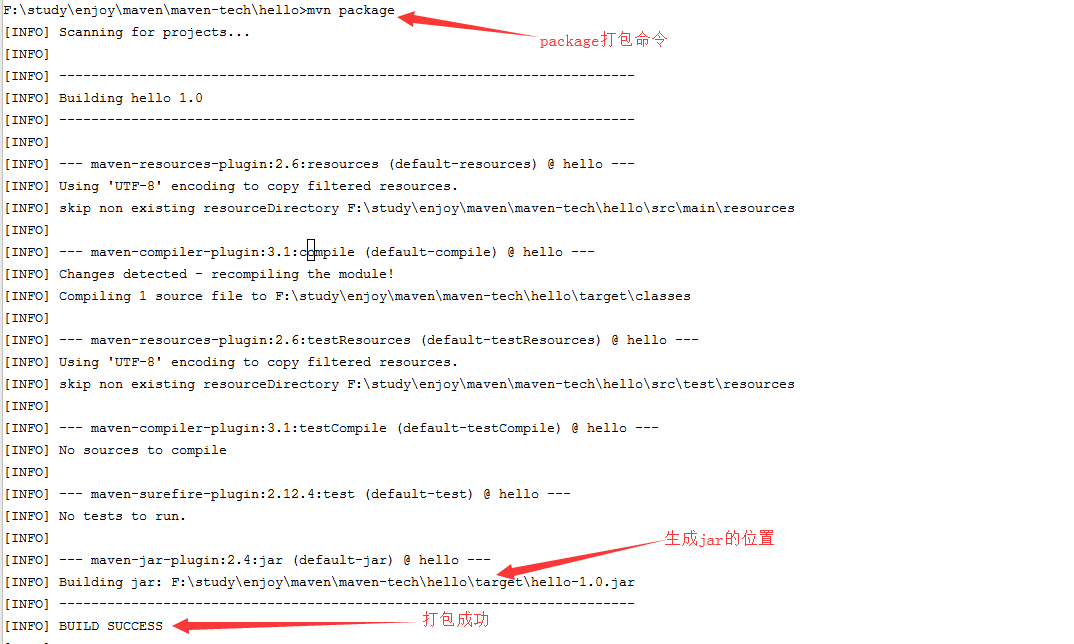 F:\study\enjoy\maven\maven-tech\hello>mvn package
package打包命令
[INFO] Scanning for projects...
[INFO]
[INFO] ------------------------------------------------------------------------
[INFO] Building hello 1.0
[INFO] ------------------------------------------------------------------------
[INFO]
[INFO] --- maven-resources-plugin:2.6:resources (default-resources) @ hello ---
[INFO] Using 'UTF-8' encoding to copy filtered resources.
[INFO] skip non existing resourceDirectory F:\study\enjoy\maven\maven-tech\hello\src\main\resources
[INFO]
[INFO] --- maven-compiler-plugin:3.1:compile (default-compile) @ hello ---
[INFO] Changes detected - recompiling the module!
[INFO] Compiling 1 source file to F:\study\enjoy\maven\maven-tech\hello\target\classes
[INFO]
[INFO] --- maven-resources-plugin:2.6:testResources (default-testResources) @ hello ---
[INFO] Using 'UTF-8' encoding to copy filtered resources.
[INFO] skip non existing resourceDirectory F:\study\enjoy\maven\maven-tech\hello\src\test\resources
[INFO]
[INFO] --- maven-compiler-plugin:3.1:testCompile (default-testCompile) @ hello ---
[INFO] No sources to compile
[INFO]
[INFO] --- maven-surefire-plugin:2.12.4:test (default-test) @ hello ---
[INFO] No tests to run.
[INFO]
生成jar的位置
[INFO] --- maven-jar-plugin:2.4:jar (default-jar) @ hello ---
[INFO] Building jar: F:\study\enjoy\maven\maven-tech\hello\target\hello-1.0.jar
[INFO] ------------------------------------------------------------------------
[INFO] BUILD SUCCESS
打包成功